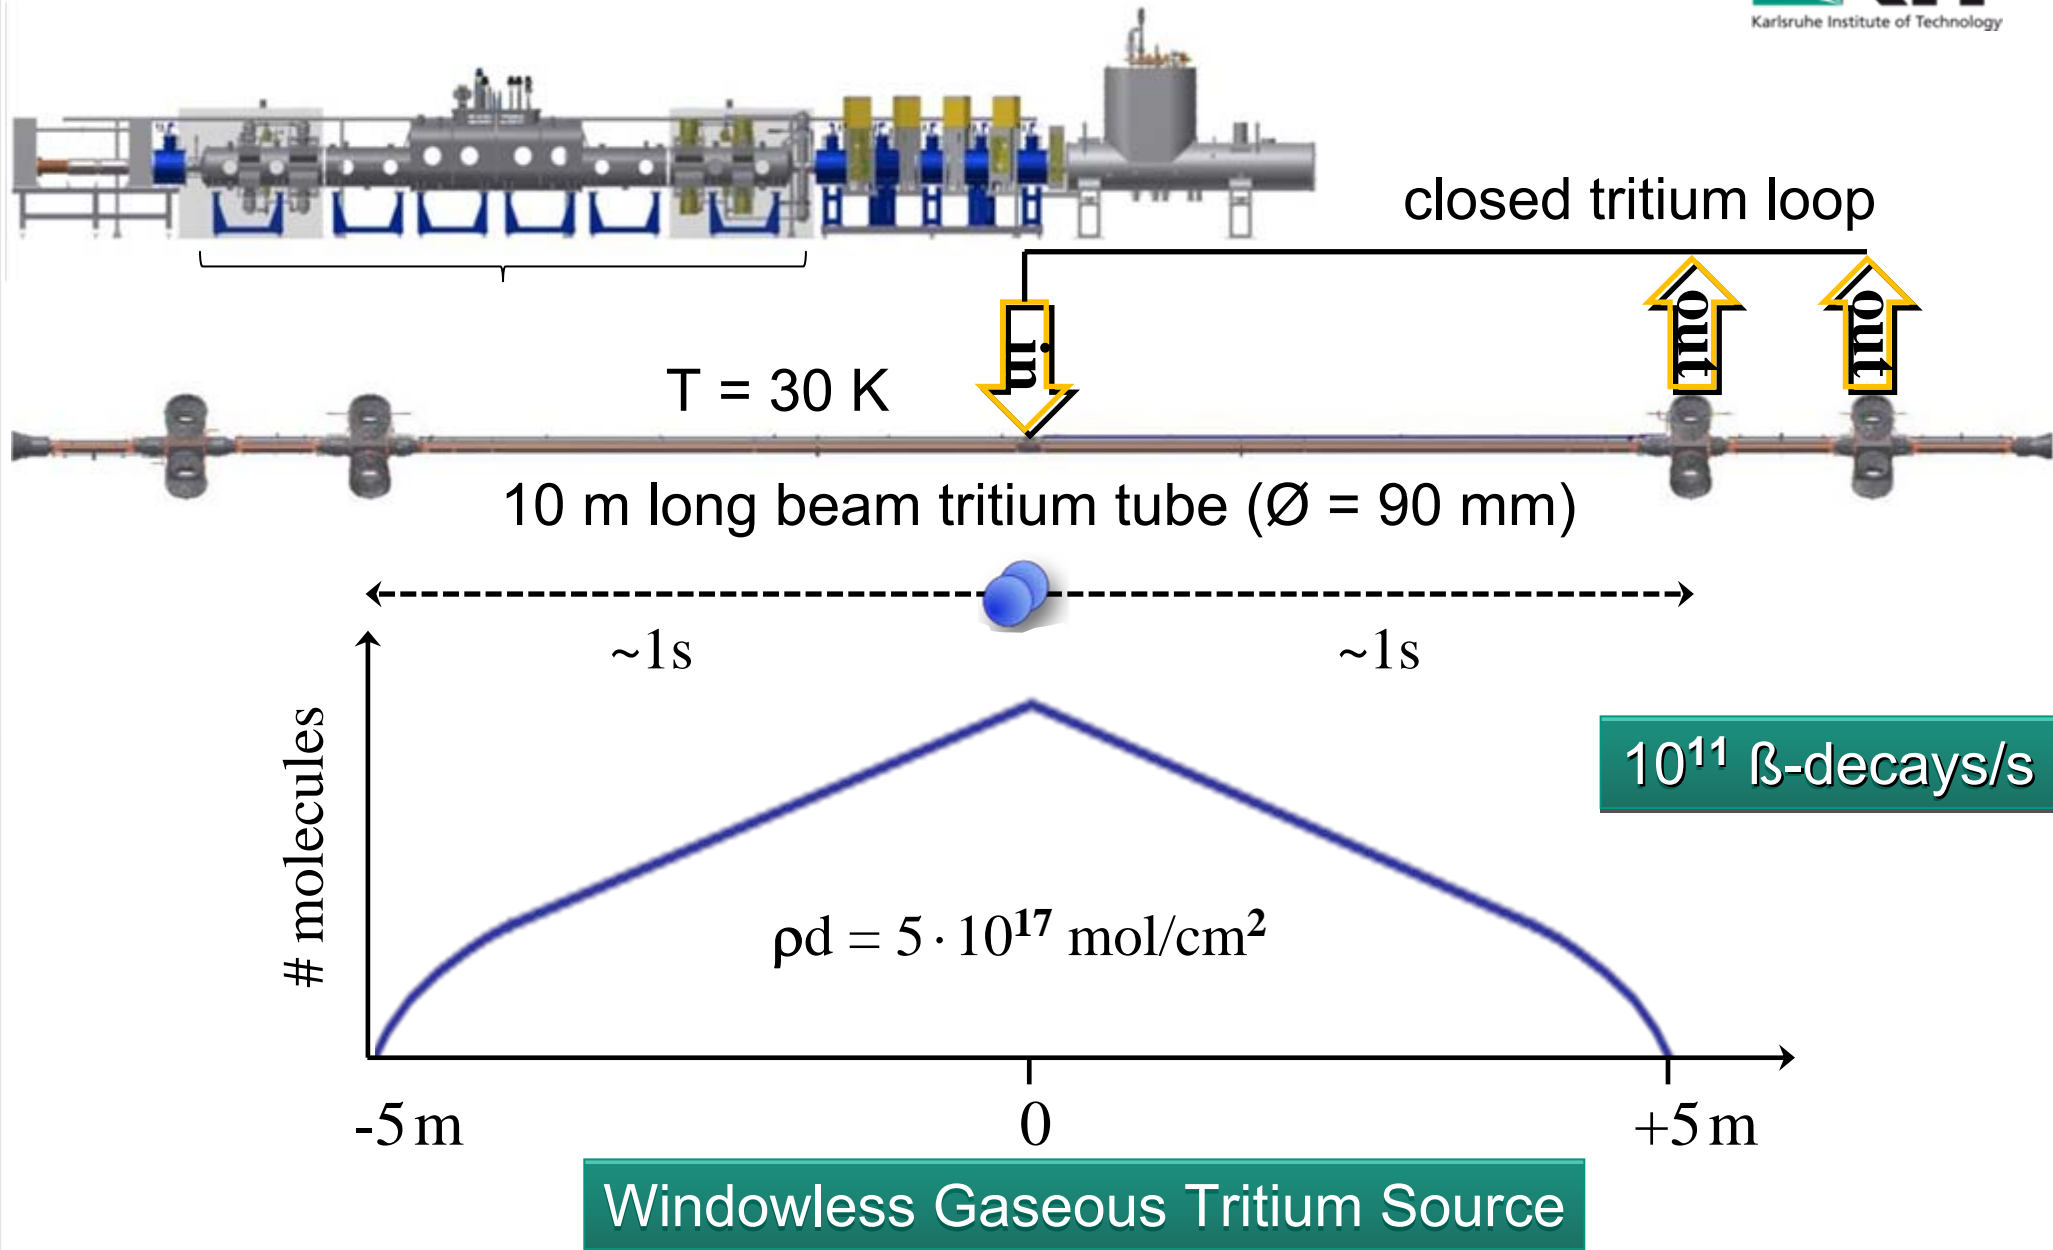 Karlsruhe Institute of Technology
closed tritium loop
in
out
out
T = 30 K
10 m long beam tritium tube (Ø = 90 mm)
~1s
~1s
# molecules
10¹¹ ß-decays/s
ρd = 5 · 10¹⁷ mol/cm²
-5 m
0
+5 m
Windowless Gaseous Tritium Source